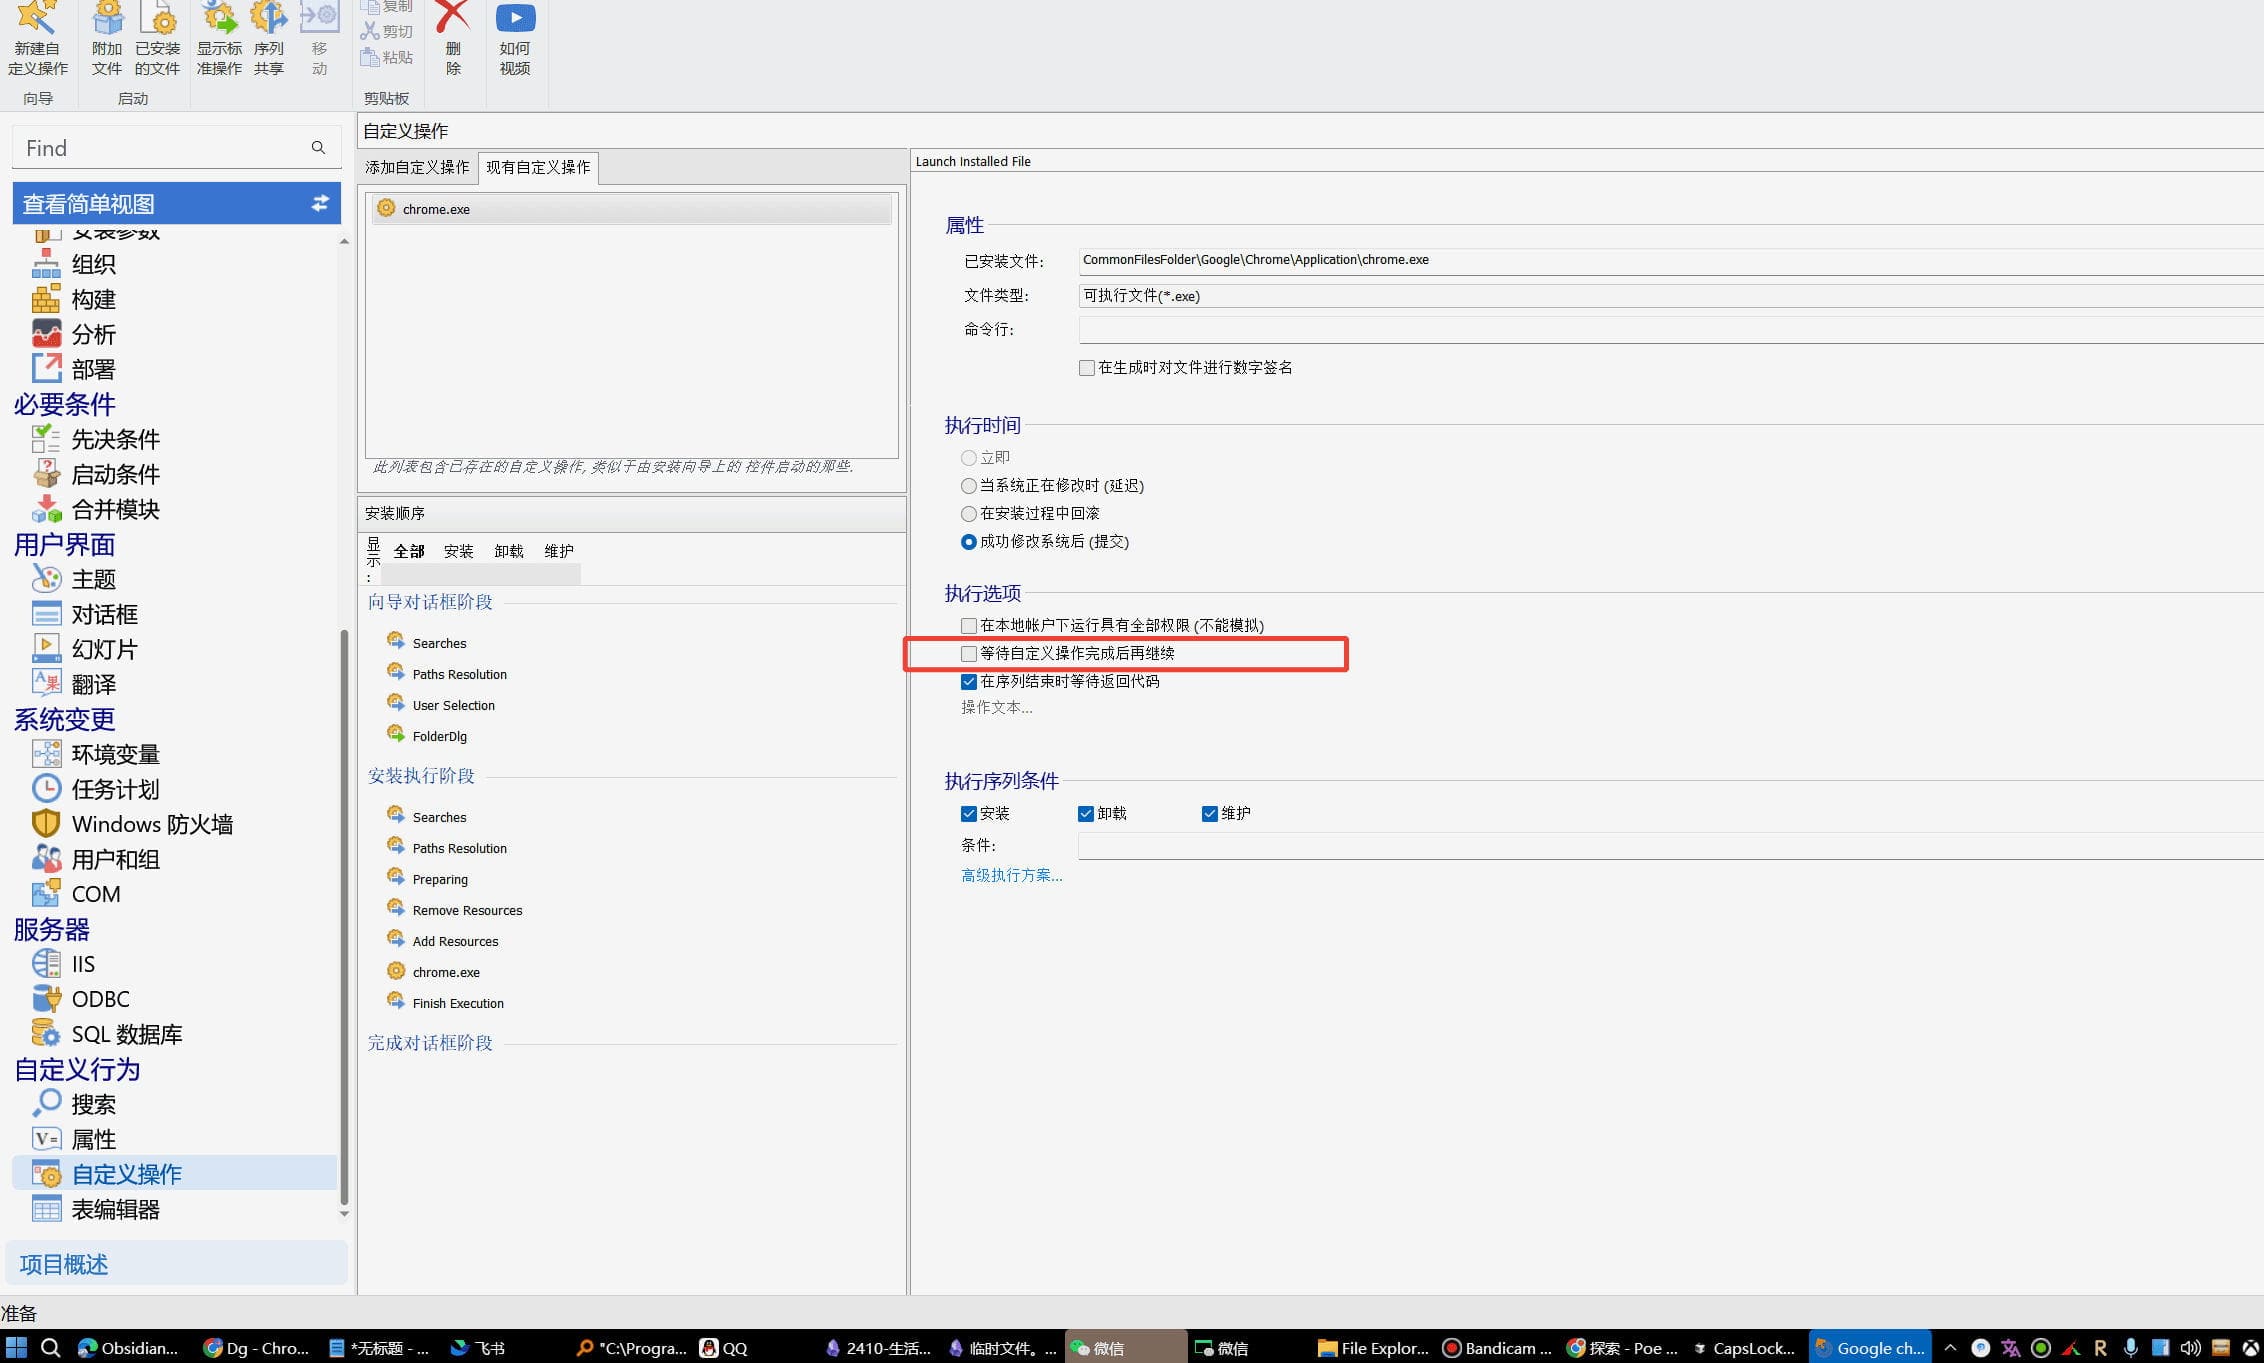 新建自
定义操作
附加
文件
已安装
的文件
显示标
准操作
序列
共享
移
动
复制
剪切
粘贴
删
除
如何
视频
向导
启动
剪贴板
Find
查看简单视图
安装参数
组织
构建
分析
部署
必要条件
先决条件
启动条件
合并模块
用户界面
主题
对话框
幻灯片
翻译
系统变更
环境变量
任务计划
Windows 防火墙
用户和组
COM
服务器
IIS
ODBC
SQL 数据库
自定义行为
搜索
属性
自定义操作
表编辑器
项目概述
准备
自定义操作
添加自定义操作 现有自定义操作
chrome.exe
此列表包含已存在的自定义操作, 类似于由安装向导上的 控件启动的那些.
安装顺序
显示: 全部 安装 卸载 维护
向导对话框阶段
Searches
Paths Resolution
User Selection
FolderDlg
安装执行阶段
Searches
Paths Resolution
Preparing
Remove Resources
Add Resources
chrome.exe
Finish Execution
完成对话框阶段
Launch Installed File
属性
已安装文件: CommonFilesFolder\Google\Chrome\Application\chrome.exe
文件类型: 可执行文件(*.exe)
命令行:
在生成时对文件进行数字签名
执行时间
立即
当系统正在修改时 (延迟)
在安装过程中回滚
成功修改系统后 (提交)
执行选项
在本地帐户下运行具有全部权限 (不能模拟)
等待自定义操作完成后再继续
在序列结束时等待返回代码
操作文本...
执行序列条件
安装 卸载 维护
条件:
高级执行方案...
Obsidian... Dg - Chro... *无标题 - ... 飞书 "C:\Progra... QQ 2410-生活... 临时文件。... 微信 微信 File Explor... Bandicam ... 探索 - Poe ... CapsLock... Google ch...